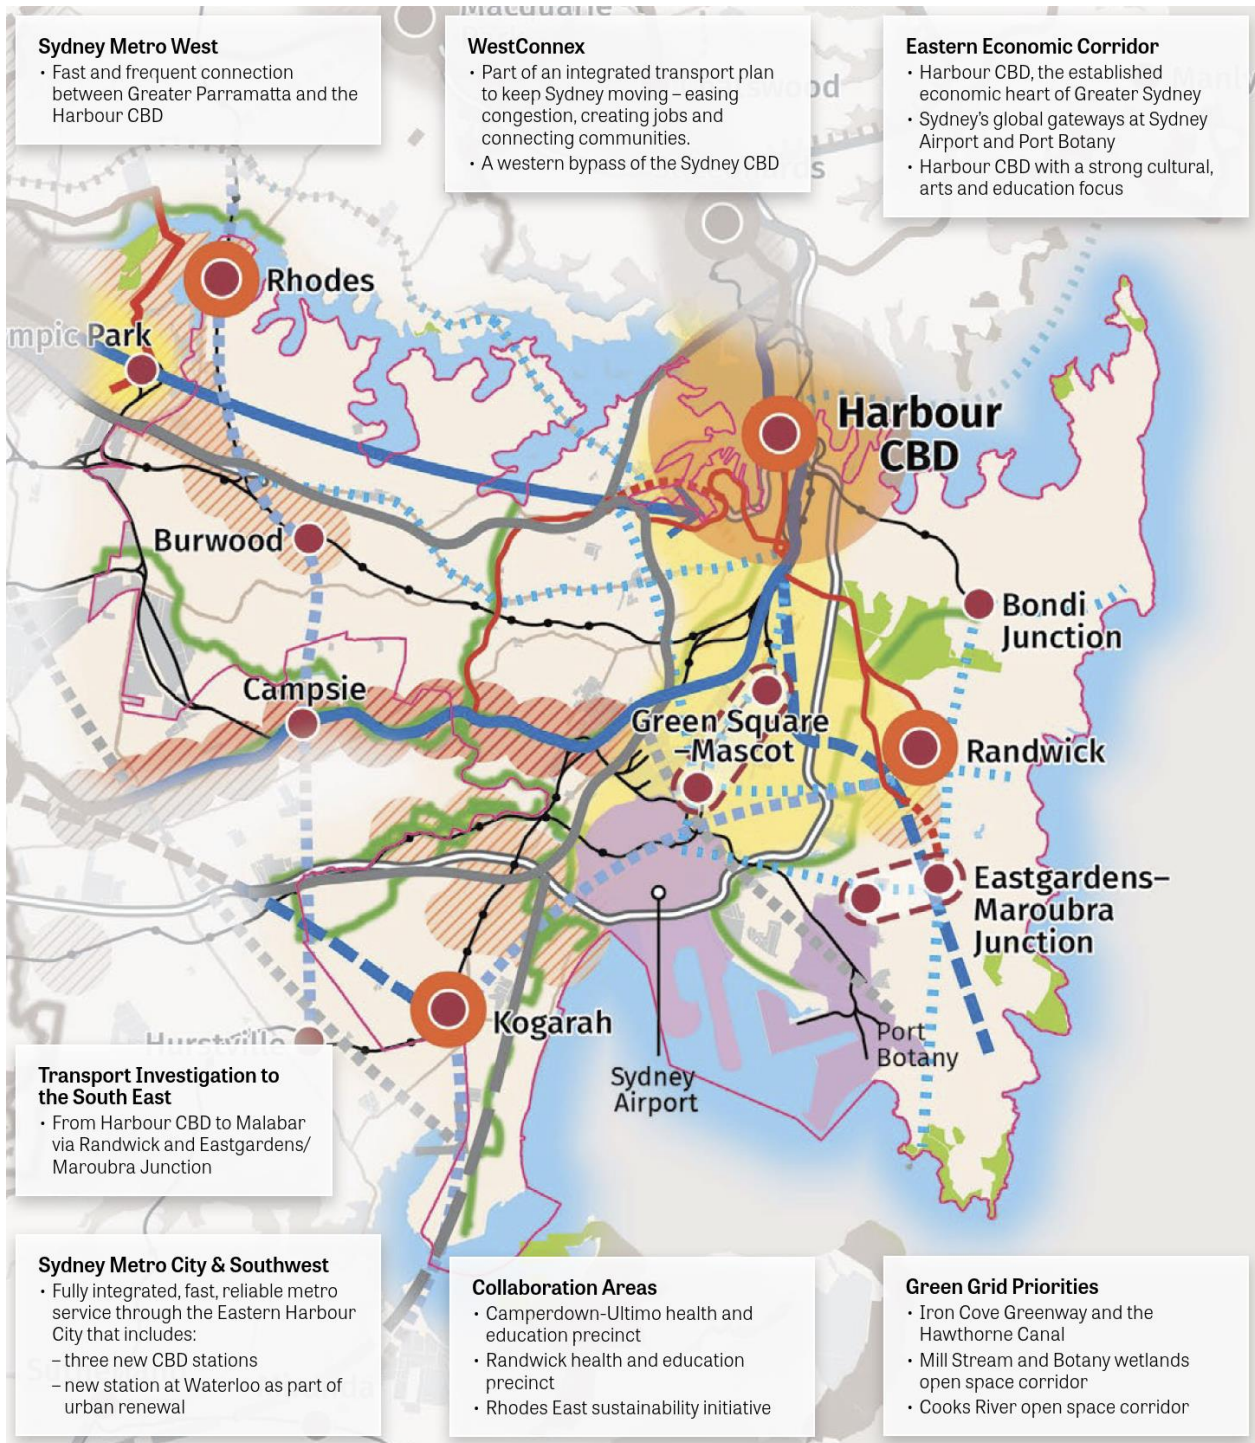 Macquarie
Sydney Metro West
• Fast and frequent connection
between Greater Parramatta and the
Harbour CBD
WestConnex
• Part of an integrated transport plan
to keep Sydney moving – easing
congestion, creating jobs and
connecting communities.
• A western bypass of the Sydney CBD
Eastern Economic Corridor
• Harbour CBD, the established
economic heart of Greater Sydney
• Sydney’s global gateways at Sydney
Airport and Port Botany
• Harbour CBD with a strong cultural,
arts and education focus
Rhodes
Park
Harbour
CBD
Burwood
Bondi
Junction
Campsie
Green Square
–Mascot
Randwick
Eastgardens–
Maroubra
Junction
Kogarah
Port
Botany
Hurstville
Sydney
Airport
Transport Investigation to
the South East
• From Harbour CBD to Malabar
via Randwick and Eastgardens/
Maroubra Junction
Sydney Metro City & Southwest
• Fully integrated, fast, reliable metro
service through the Eastern Harbour
City that includes:
– three new CBD stations
– new station at Waterloo as part of
urban renewal
Collaboration Areas
• Camperdown-Ultimo health and
education precinct
• Randwick health and education
precinct
• Rhodes East sustainability initiative
Green Grid Priorities
• Iron Cove Greenway and the
Hawthorne Canal
• Mill Stream and Botany wetlands
open space corridor
• Cooks River open space corridor